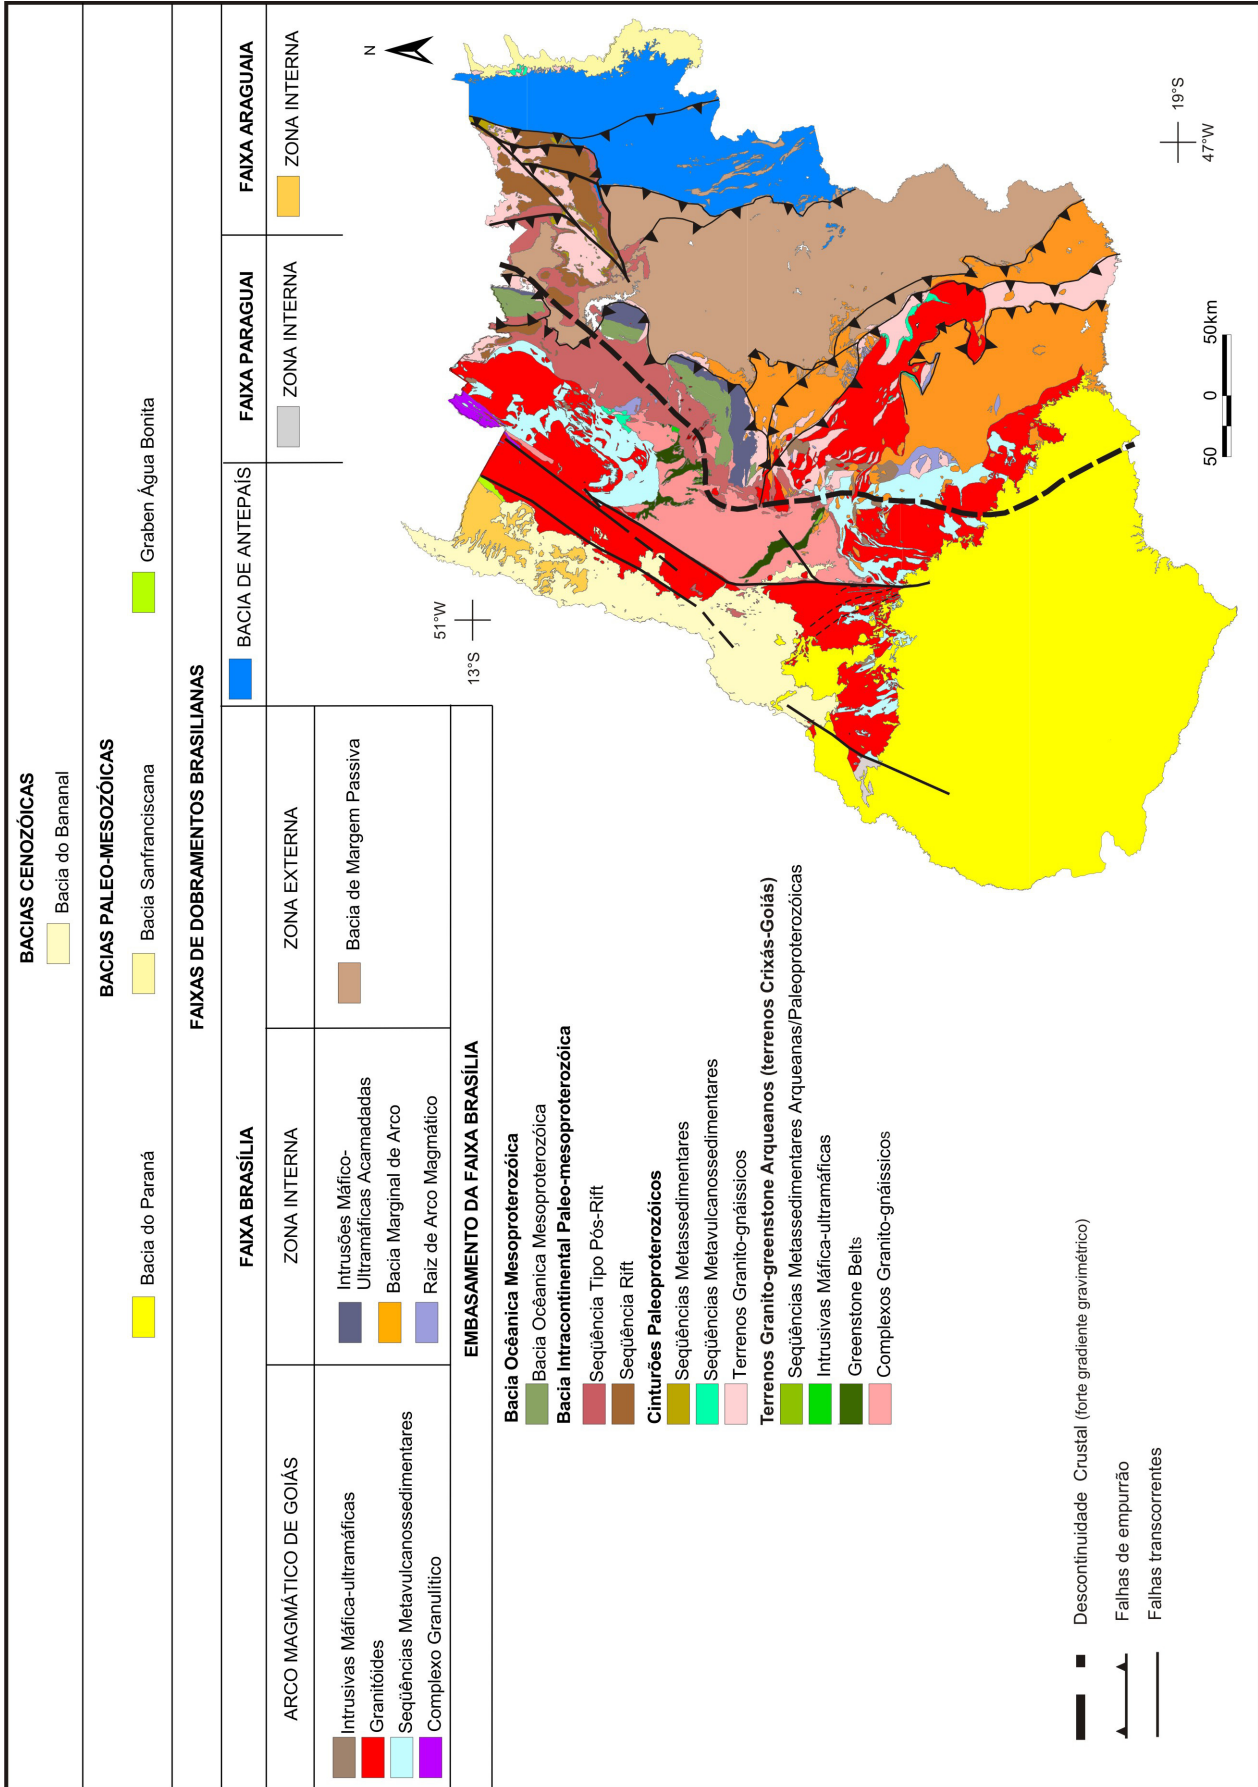 BACIAS CENOZÓICAS
Bacia do Bananal
BACIAS PALEO-MESOZÓICAS
Bacia do Paraná
Bacia Sanfranciscana
Graben Água Bonita
FAIXAS DE DOBRAMENTOS BRASILIANAS
FAIXA BRASÍLIA
BACIA DE ANTEPAÍS
FAIXA PARAGUAI
FAIXA ARAGUAIA
ARCO MAGMÁTICO DE GOIÁS
ZONA INTERNA
ZONA EXTERNA
ZONA INTERNA
ZONA INTERNA
Intrusivas Máfica-ultramáficas
Granitóides
Seqüências Metavulcanossedimentares
Complexo Granulítico
Intrusões Máfico-
Ultramáficas Acamadadas
Bacia Marginal de Arco
Raiz de Arco Magmático
Bacia de Margem Passiva
EMBASAMENTO DA FAIXA BRASÍLIA
Bacia Ocêanica Mesoproterozóica
Bacia Ocêanica Mesoproterozóica
Bacia Intracontinental Paleo-mesoproterozóica
Seqüência Tipo Pós-Rift
Seqüência Rift
Cinturões Paleoproterozóicos
Seqüências Metassedimentares
Seqüências Metavulcanossedimentares
Terrenos Granito-gnáissicos
Terrenos Granito-greenstone Arqueanos (terrenos Crixás-Goiás)
Seqüências Metassedimentares Arqueanas/Paleoproterozóicas
Intrusivas Máfica-ultramáficas
Greenstone Belts
Complexos Granito-gnáissicos
Descontinuidade Crustal (forte gradiente gravimétrico)
Falhas de empurrão
Falhas transcorrentes
N
51°W
13°S
19°S
47°W
50 0 50km